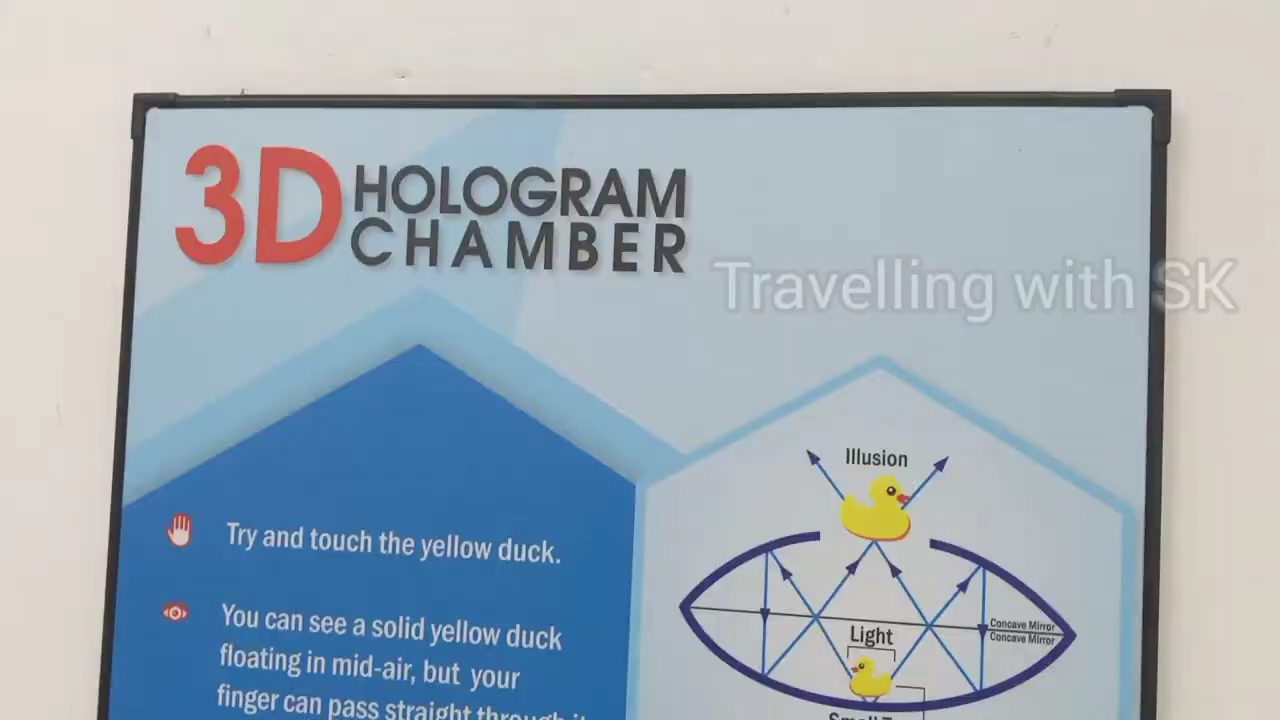 3D HOLOGRAM
CHAMBER
Travelling with SK
Illusion
Try and touch the yellow duck.
You can see a solid yellow duck
floating in mid-air, but your
finger can pass straight through
Concave Mirror
Concave Mirror
Light